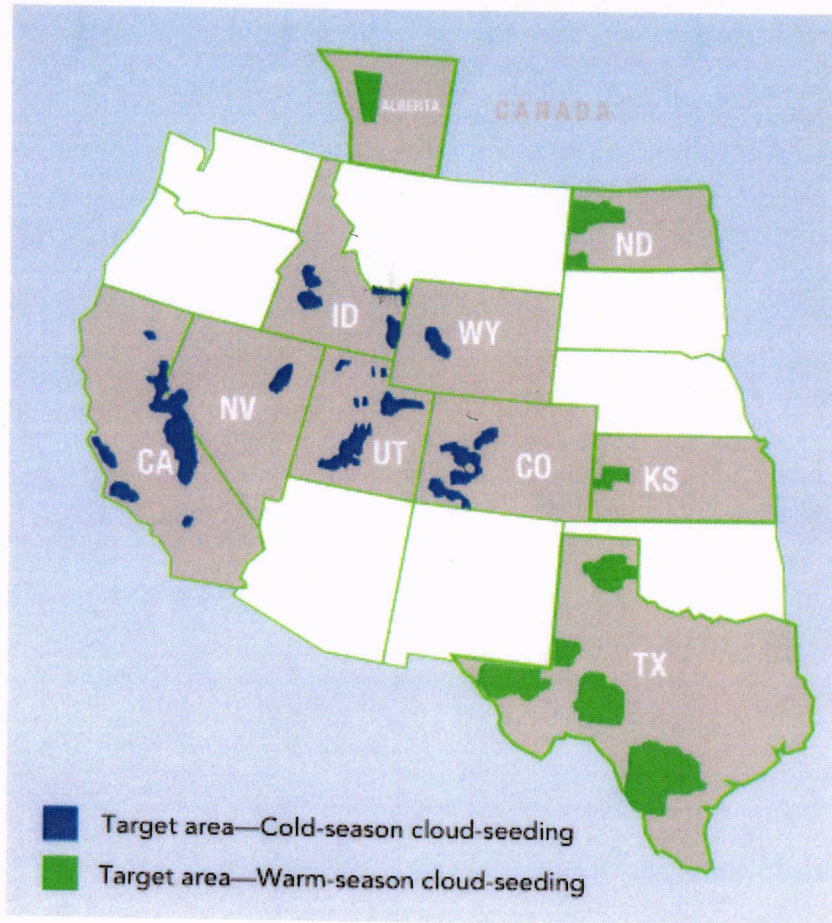 ALBERTA
CANADA
ND
ID
WY
NV
CA
UT
CO
KS
TX
Target area—Cold-season cloud-seeding
Target area—Warm-season cloud-seeding